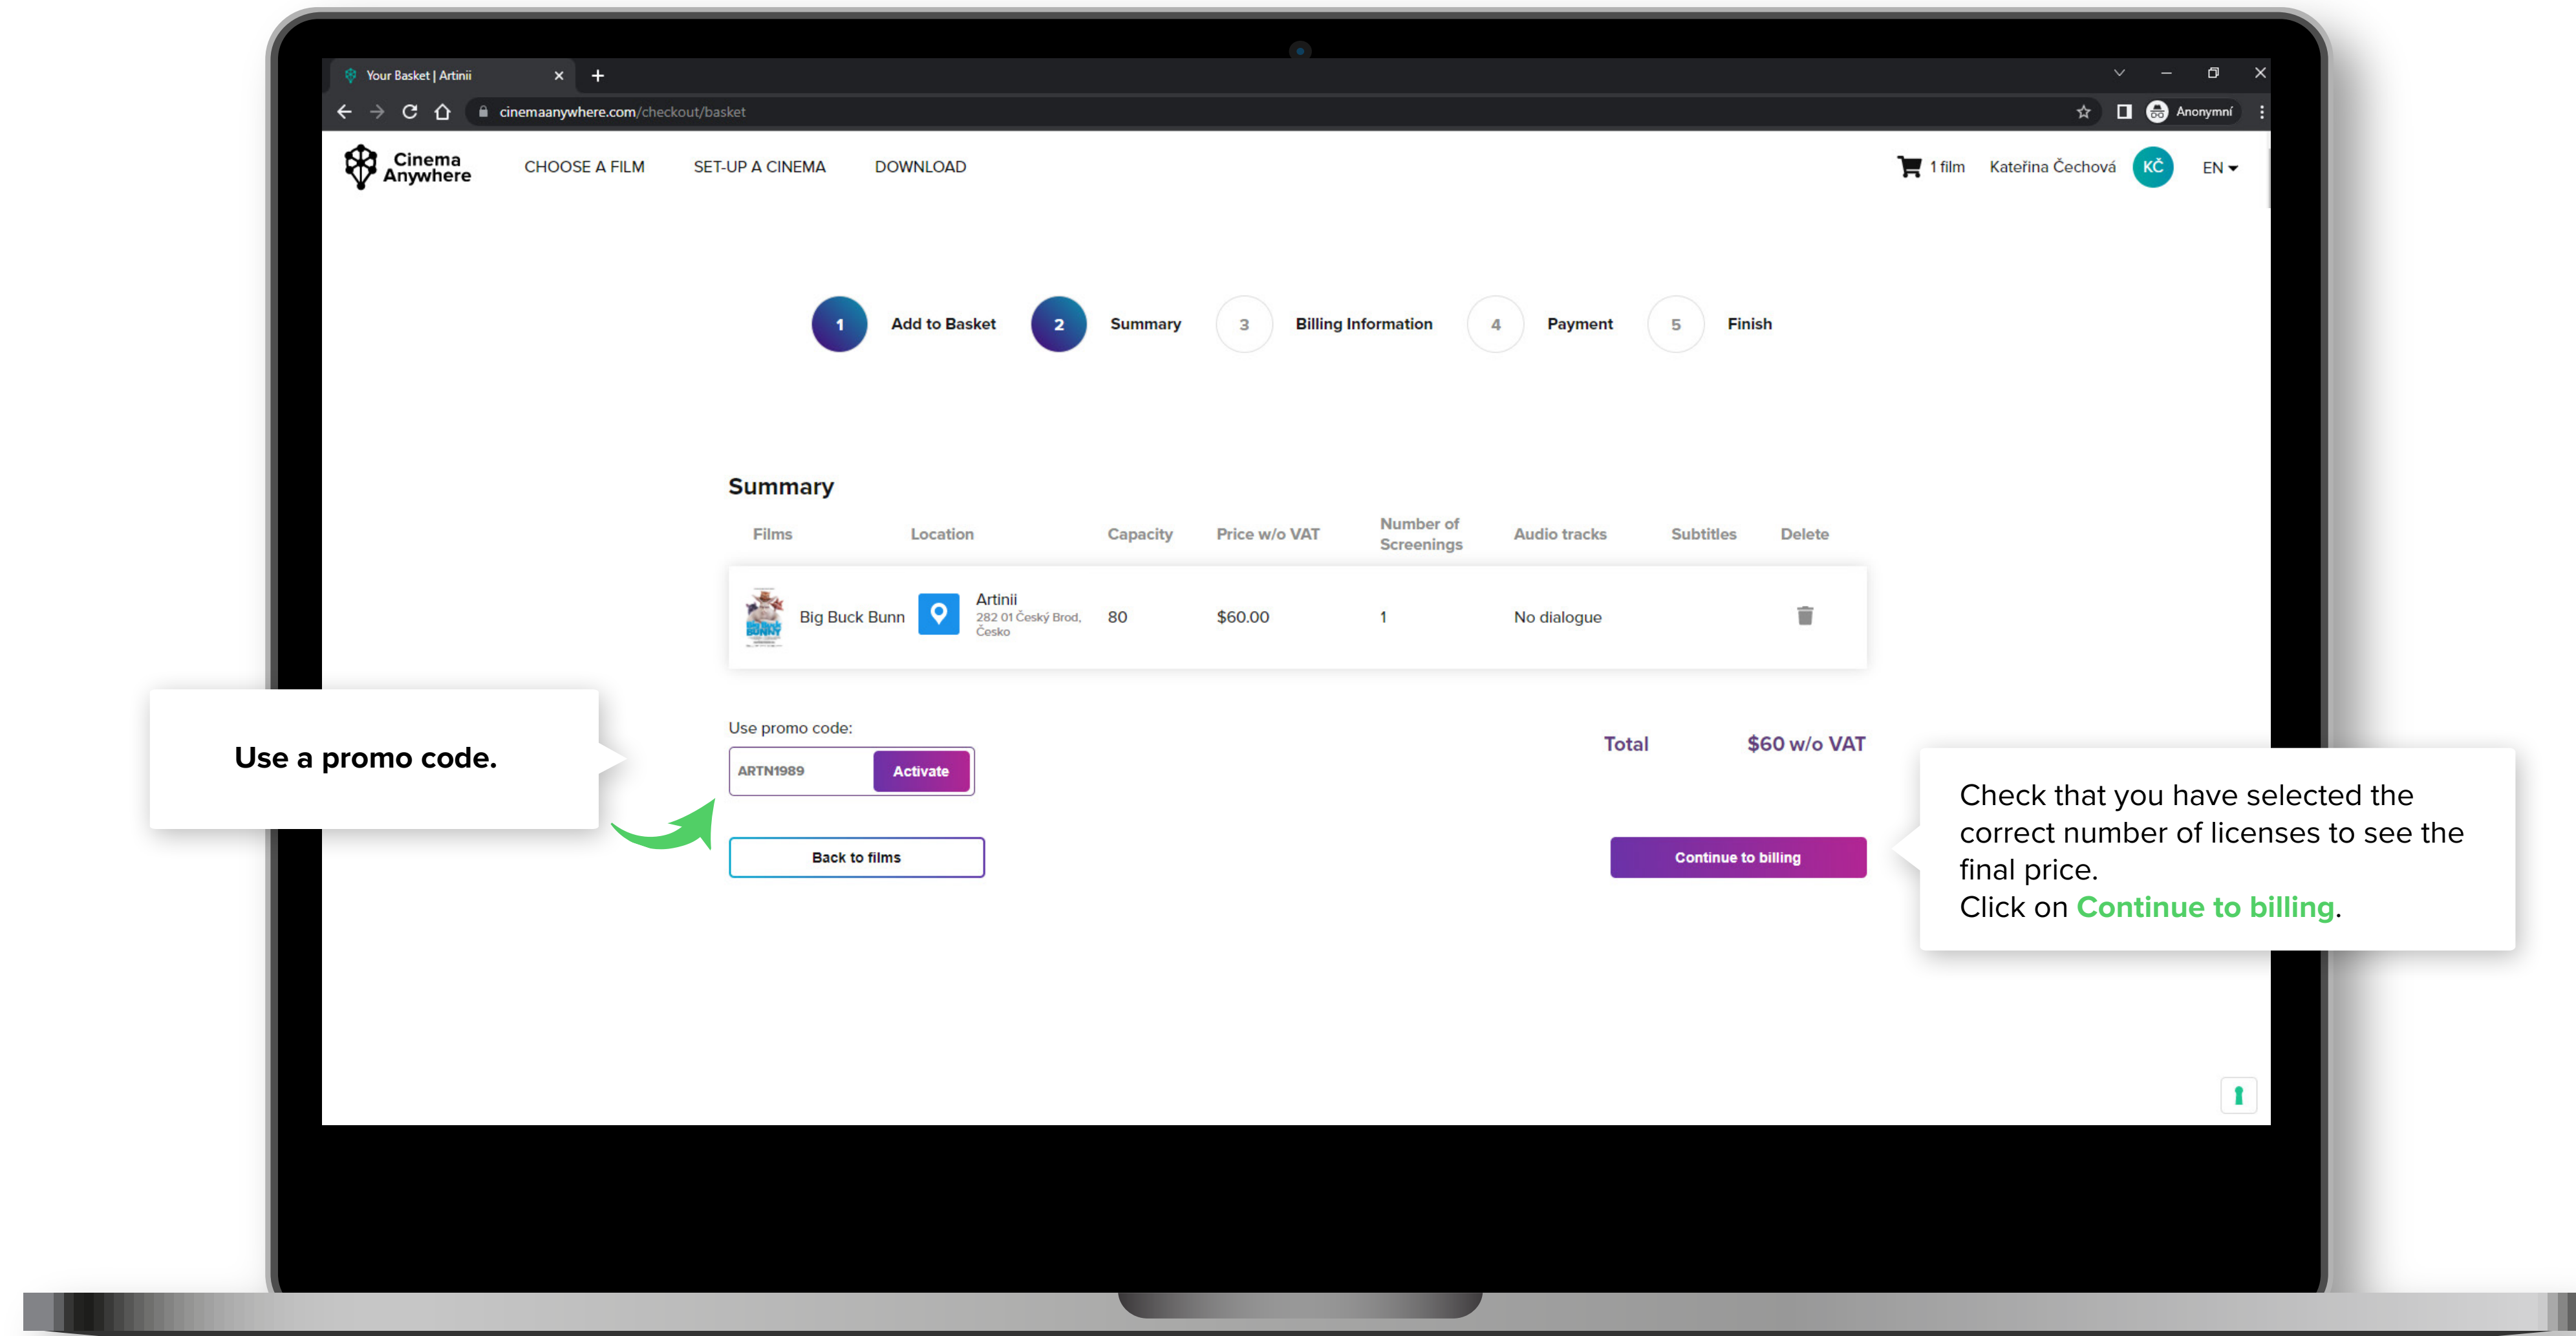 Your Basket | Artinii
cinemaanywhere.com/checkout/basket
Anonymní
Cinema
Anywhere
CHOOSE A FILM
SET-UP A CINEMA
DOWNLOAD
1 film
Kateřina Čechová
KČ
EN
1
Add to Basket
2
Summary
3
Billing Information
4
Payment
5
Finish
Summary
Films
Location
Capacity
Price w/o VAT
Number of
Screenings
Audio tracks
Subtitles
Delete
Big Buck
BUNNY
Big Buck Bunn
Artinii
282 01 Český Brod,
Česko
80
$60.00
1
No dialogue
Use a promo code.
Use promo code:
ARTN1989
Activate
Total
$60 w/o VAT
Back to films
Continue to billing
Check that you have selected the
correct number of licenses to see the
final price.
Click on Continue to billing.